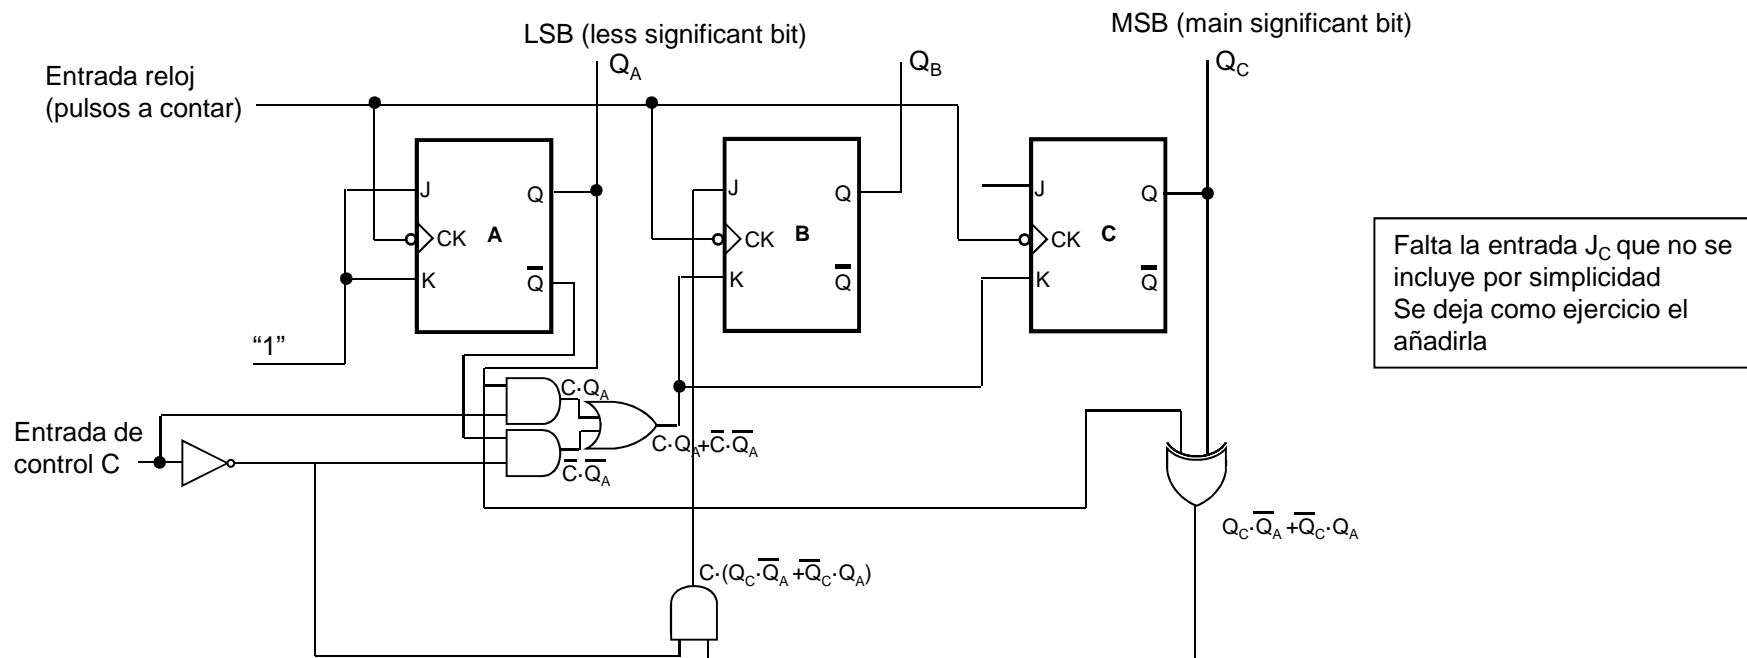 LSB (less significant bit)
MSB (main significant bit)
Entrada reloj
(pulsos a contar)
Q_A
Q_B
Q_C
J
Q
CK
A
K
Q̅
"1"
J
Q
CK
B
K
Q̅
J
Q
CK
C
K
Q̅
Falta la entrada J_C que no se
incluye por simplicidad
Se deja como ejercicio el
añadirla
Entrada de
control C
C·Q_A
C̅·Q̅_A
C·Q_A+C̅·Q̅_A
Q_C·Q̅_A+Q̅_C·Q_A
C·(Q_C·Q̅_A+Q̅_C·Q_A)